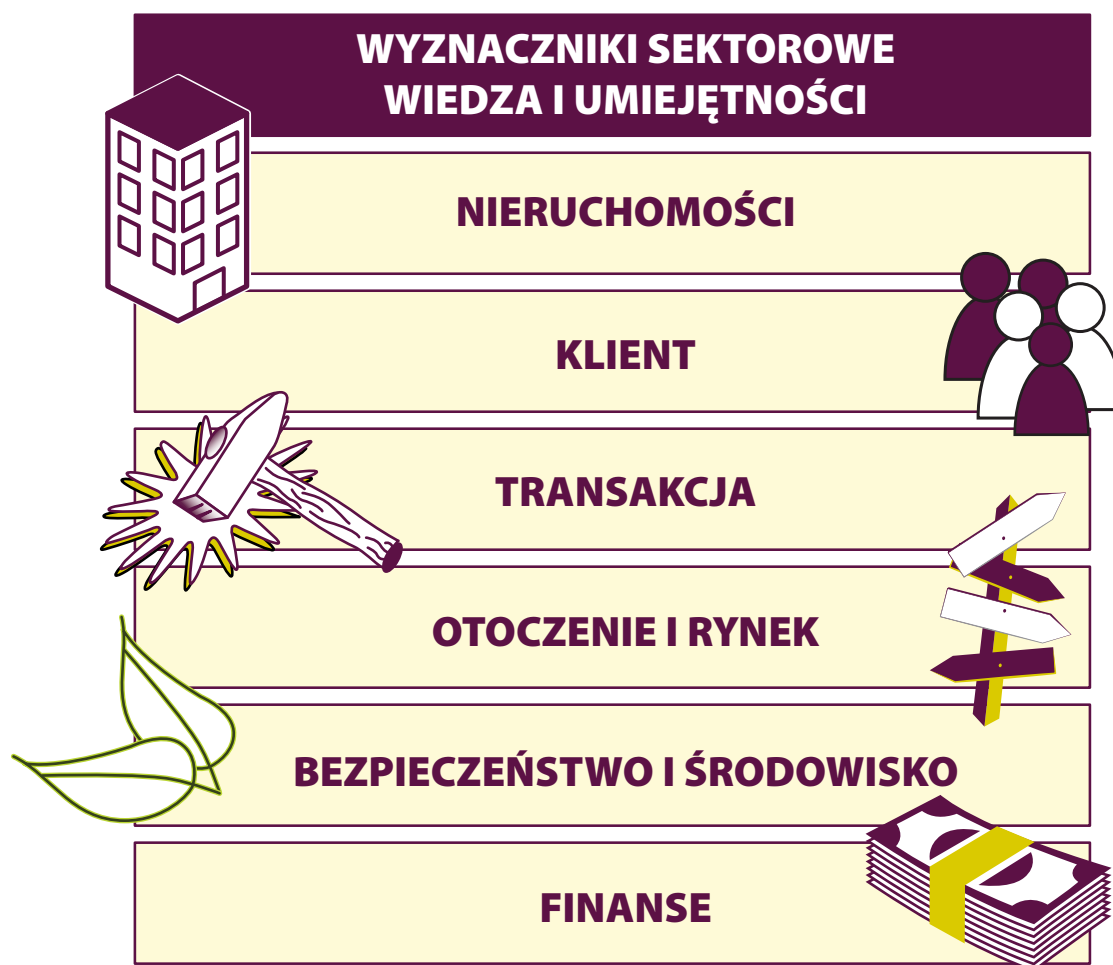 WYZNACZNIKI SEKTOROWE
WIEDZA I UMIEJĘTNOŚCI
NIERUCHOMOŚCI
KLIENT
TRANSAKCJA
OTOCZENIE I RYNEK
BEZPIECZEŃSTWO I ŚRODOWISKO
FINANSE